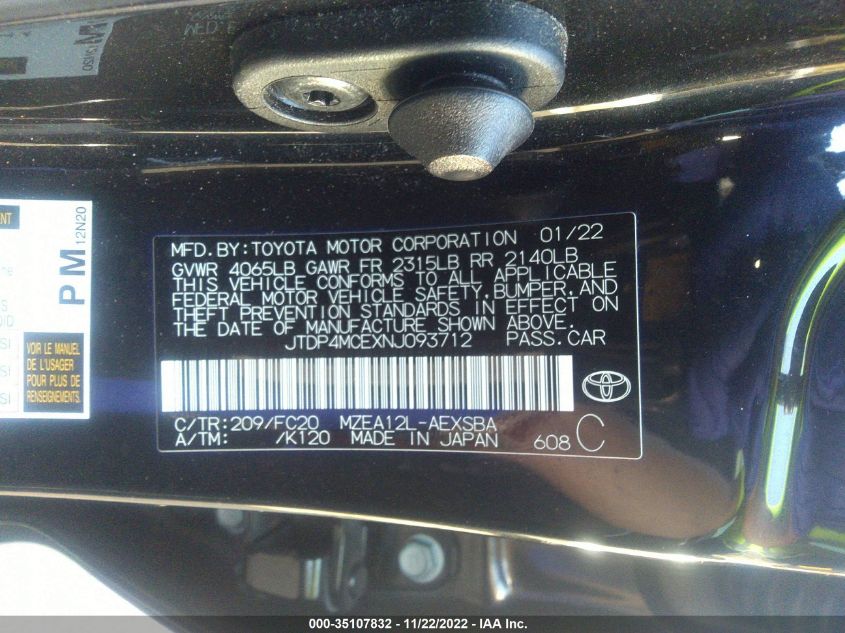 PM
12N20
MFD.BY:TOYOTA MOTOR CORPORATION 01/22
GVWR 4065LB GAWR FR 2315LB RR 2140LB
THIS VEHICLE CONFORMS TO ALL APPLICABLE
FEDERAL MOTOR VEHICLE SAFETY,BUMPER,AND
THEFT PREVENTION STANDARDS IN EFFECT ON
THE DATE OF MANUFACTURE SHOWN ABOVE.
JTDP4MCEXNJ093712 PASS.CAR
C/TR:209/FC20 MZEA12L-AEXSBA
A/TM: /K120 MADE IN JAPAN 608 C
VOIR LE MANUEL
DE L'USAGER
POUR PLUS DE
RENSEIGNEMENTS.
000-35107832 - 11/22/2022 - IAA Inc.